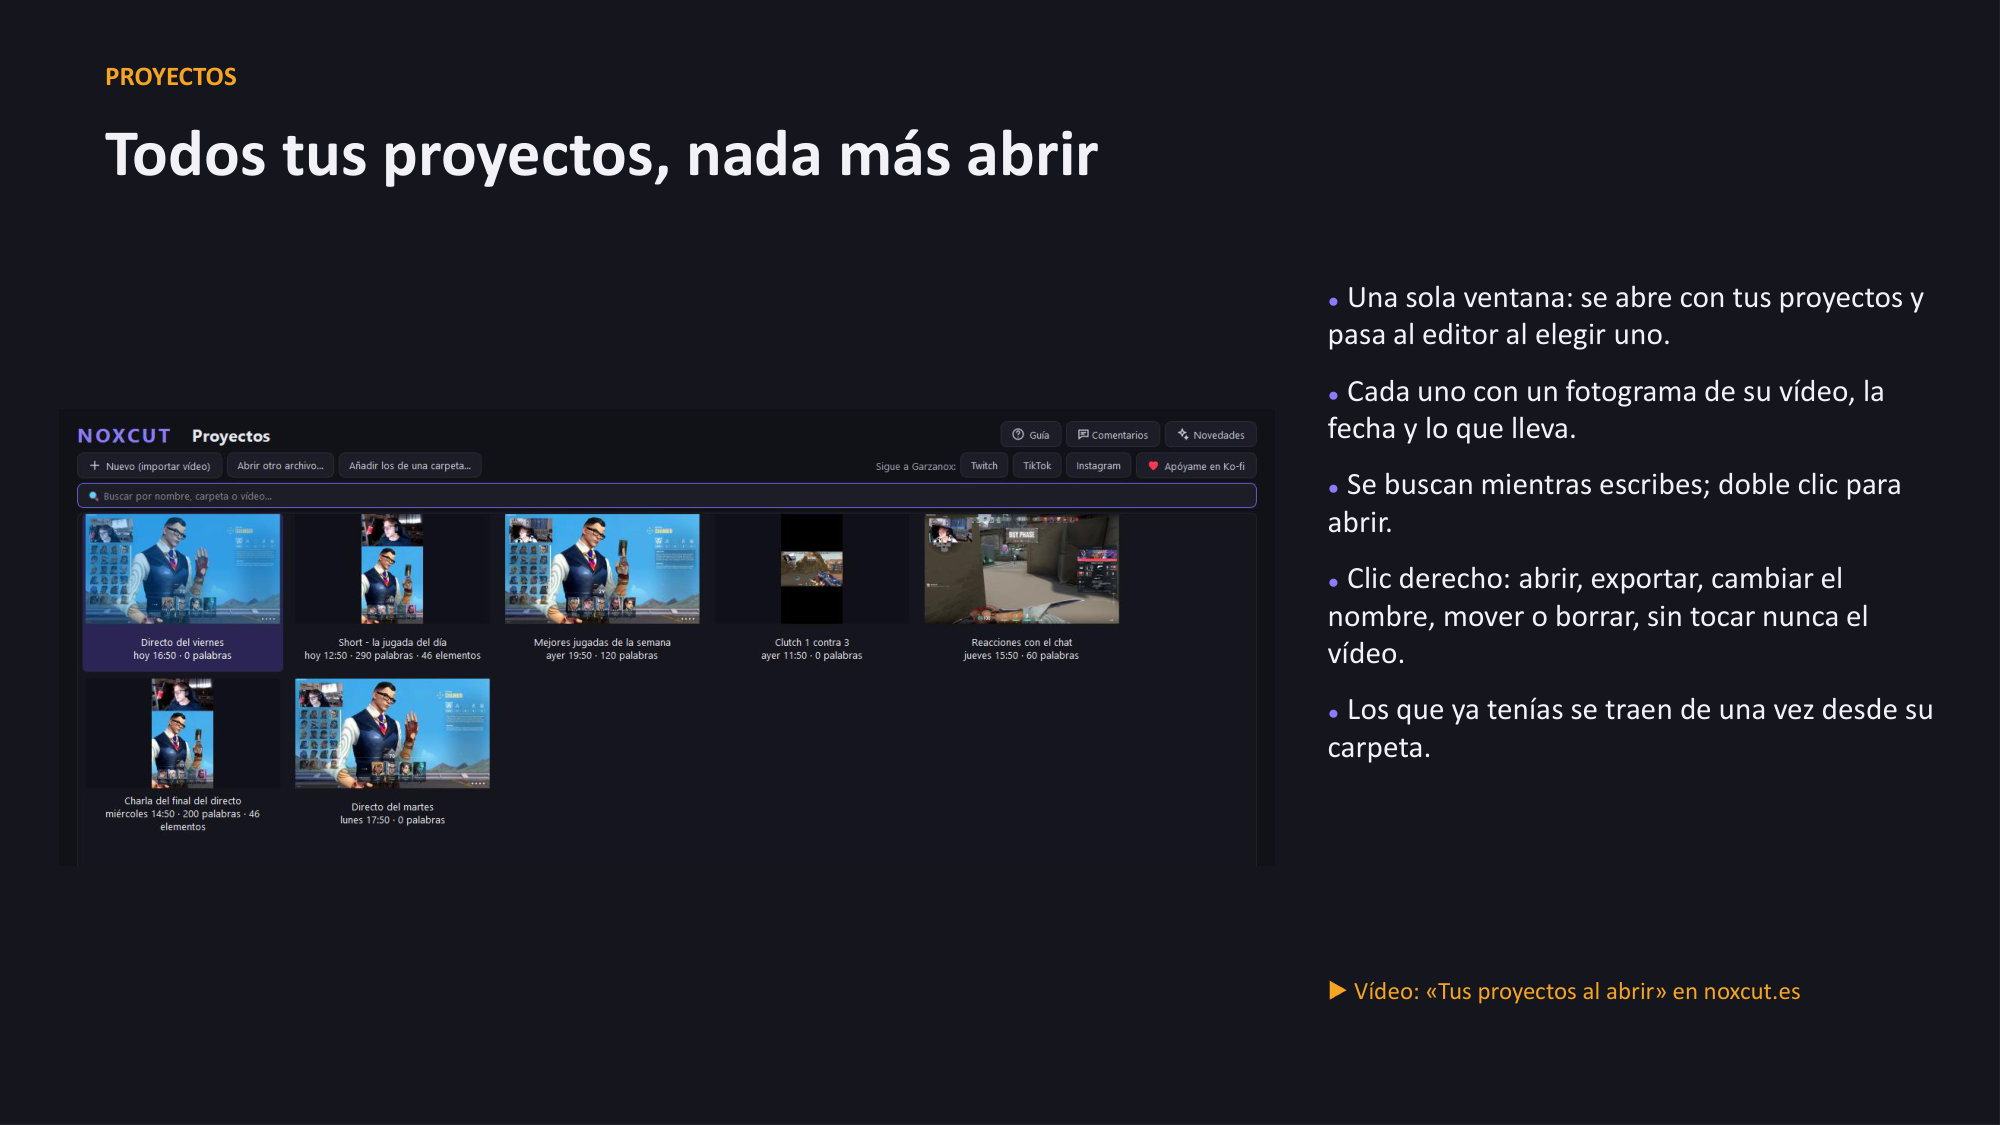 PROYECTOS
Todos tus proyectos, nada más abrir
NOXCUT Proyectos
Guía
Comentarios
Novedades
Nuevo (importar vídeo)
Abrir otro archivo...
Añadir los de una carpeta...
Sigue a Garzanox:
Twitch
TikTok
Instagram
Apóyame en Ko-fi
Buscar por nombre, carpeta o vídeo...
BUY PHASE
Directo del viernes
hoy 16:50 · 0 palabras
Short - la jugada del día
hoy 12:50 · 290 palabras · 46 elementos
Mejores jugadas de la semana
ayer 19:50 · 120 palabras
Clutch 1 contra 3
ayer 11:50 · 0 palabras
Reacciones con el chat
jueves 15:50 · 60 palabras
Charla del final del directo
miércoles 14:50 · 200 palabras · 46
elementos
Directo del martes
lunes 17:50 · 0 palabras
• Una sola ventana: se abre con tus proyectos y
pasa al editor al elegir uno.
• Cada uno con un fotograma de su vídeo, la
fecha y lo que lleva.
• Se buscan mientras escribes; doble clic para
abrir.
• Clic derecho: abrir, exportar, cambiar el
nombre, mover o borrar, sin tocar nunca el
vídeo.
• Los que ya tenías se traen de una vez desde su
carpeta.
▶ Vídeo: «Tus proyectos al abrir» en noxcut.es